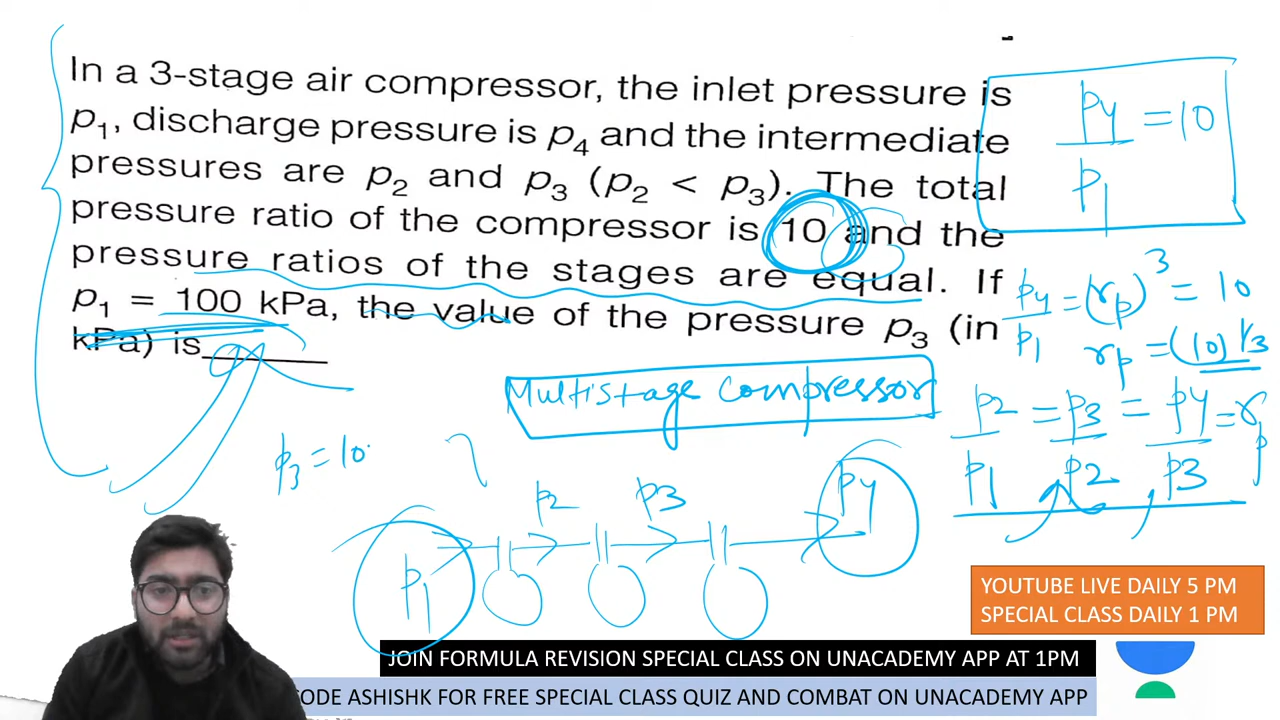 In a 3-stage air compressor, the inlet pressure is
p1, discharge pressure is p4 and the intermediate
pressures are p2 and p3 (p2 < p3). The total
pressure ratio of the compressor is 10 and the
pressure ratios of the stages are equal. If
p1 = 100 kPa, the value of the pressure p3 (in
kPa) is______
p4/p1 = 10
p4/p1 = (rp)^3 = 10
rp = (10)^1/3
p2/p1 = p3/p2 = p4/p3 = rp
Multistage compressor
p3 = 10
p1 p2 p3 p4
YOUTUBE LIVE DAILY 5 PM
SPECIAL CLASS DAILY 1 PM
JOIN FORMULA REVISION SPECIAL CLASS ON UNACADEMY APP AT 1PM
CODE ASHISHK FOR FREE SPECIAL CLASS QUIZ AND COMBAT ON UNACADEMY APP